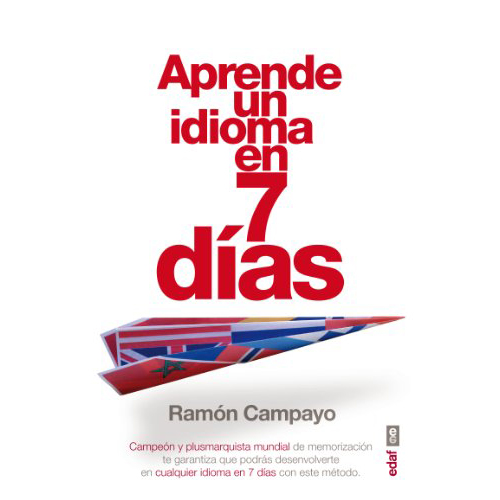 Aprende
un
idioma
en
7
días
Ramón Campayo
Campeón y plusmarquista mundial de memorización
te garantiza que podrás desenvolverte
en cualquier idioma en 7 días con este método.
edaf